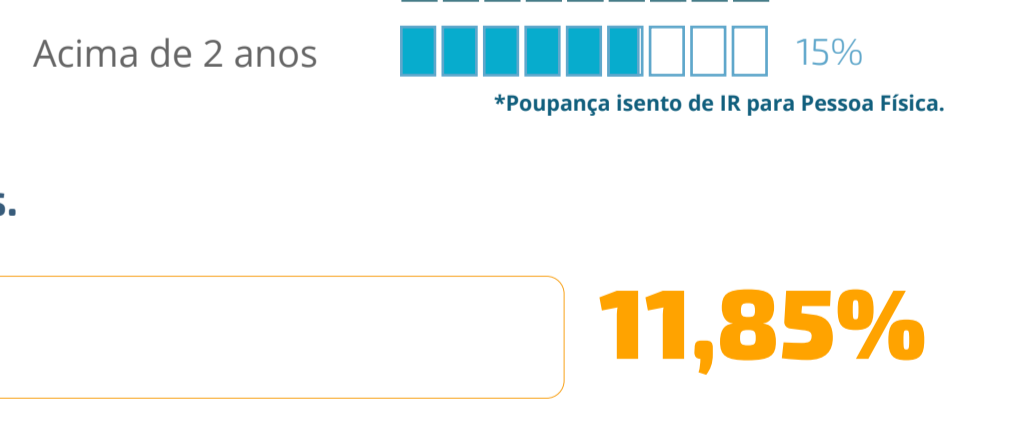 Acima de 2 anos 15%
*Poupança isento de IR para Pessoa Física.
s.
11,85%